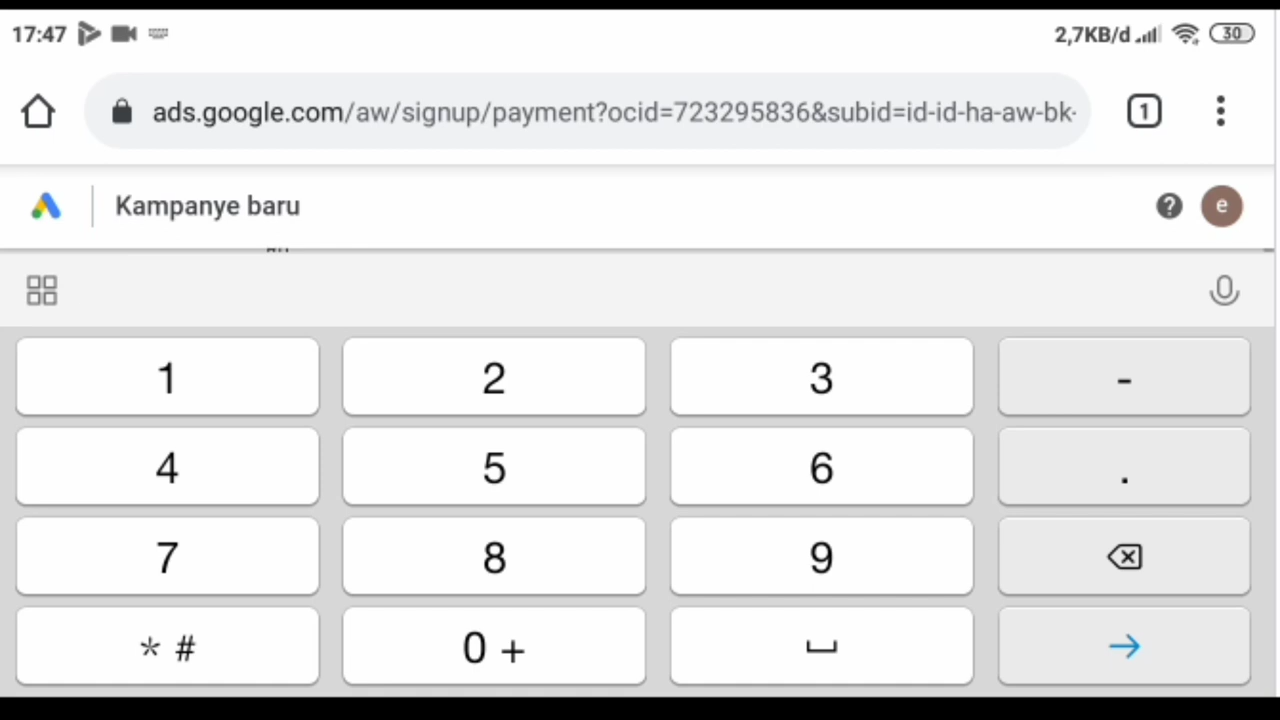 17:47 2,7KB/d 30
ads.google.com/aw/signup/payment?ocid=723295836&subid=id-id-ha-aw-bk- 1
Kampanye baru ? e
1 2 3 -
4 5 6 .
7 8 9
* # 0 +